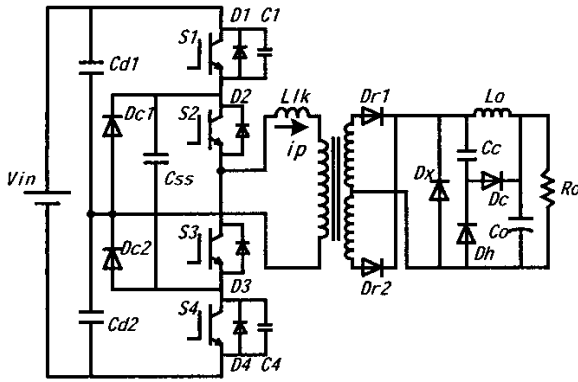 D1 C1
S1
Cd1
Dc1
D2
S2
Llk
Dr1
Lo
ip
Cc
Vin
Css
Dx
Dc
Ro
Co
Dc2
S3
Dh
D3
Dr2
Cd2
S4
D4 C4